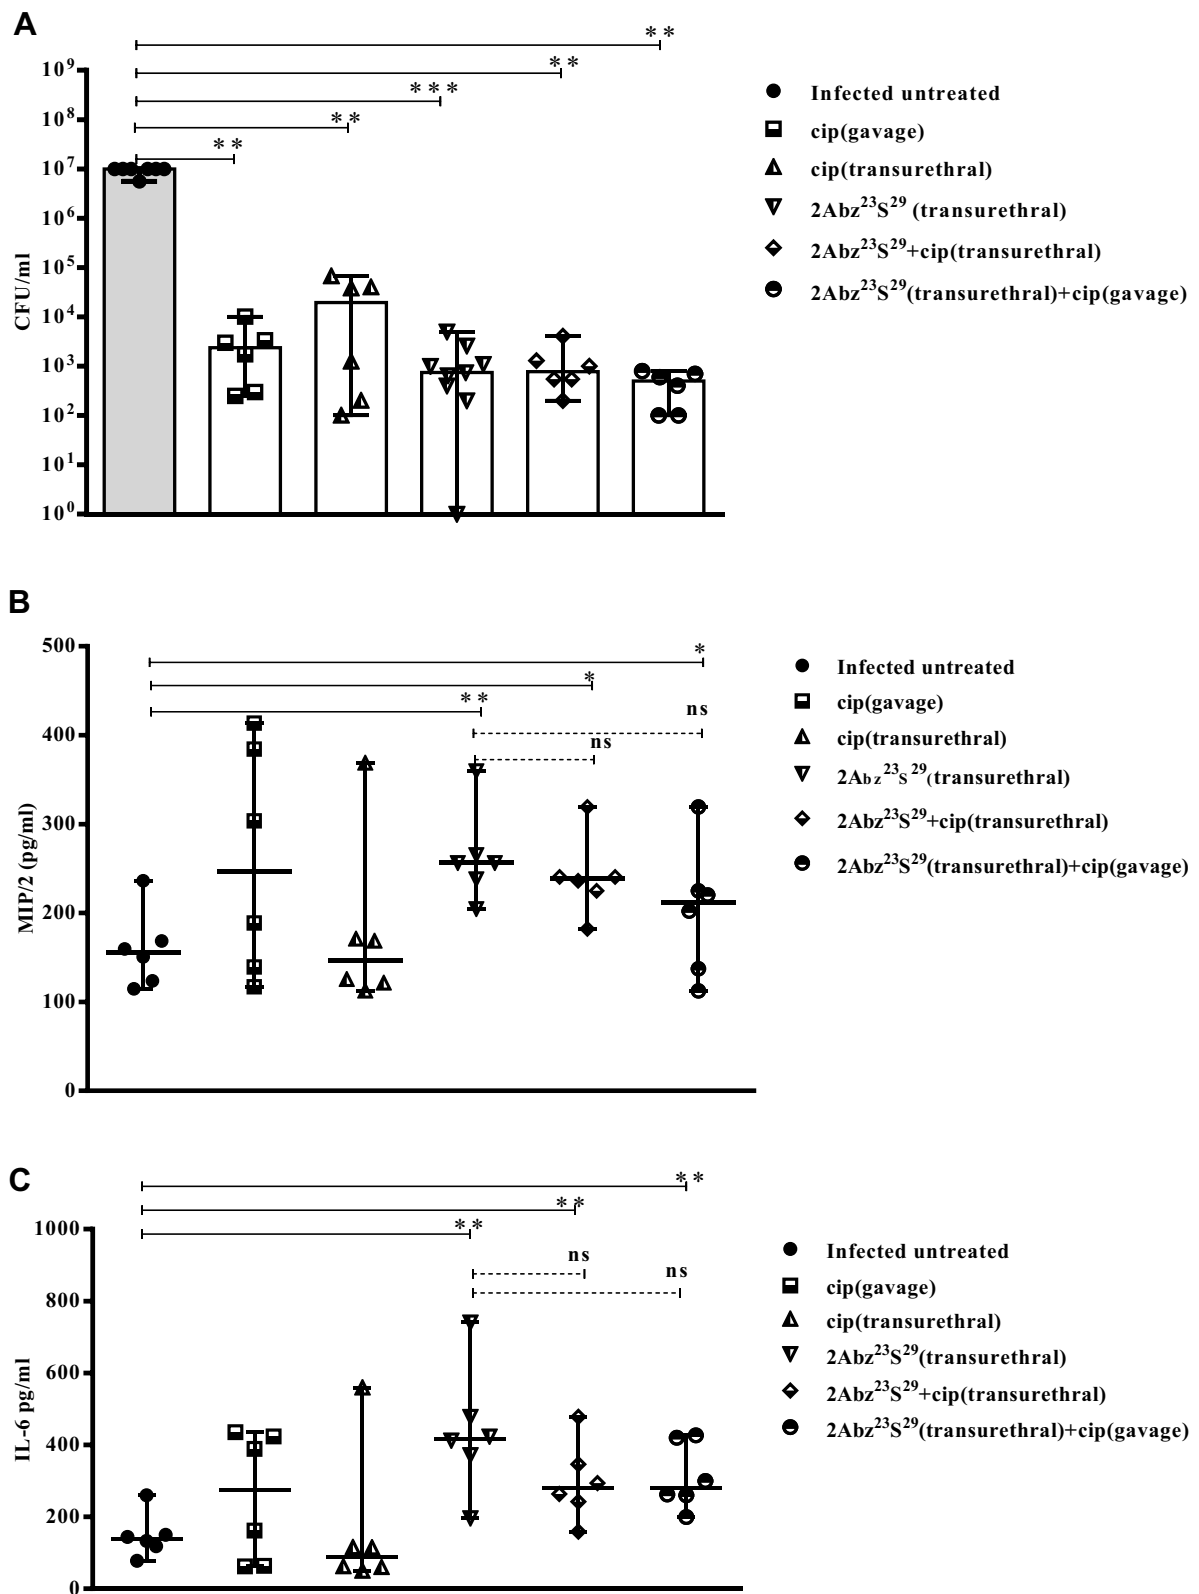 A
**
**
***
**
**
10⁹
10⁸
10⁷
10⁶
10⁵
10⁴
10³
10²
10¹
10⁰
CFU/ml
Infected untreated
cip(gavage)
cip(transurethral)
2Abz²³S²⁹ (transurethral)
2Abz²³S²⁹+cip(transurethral)
2Abz²³S²⁹(transurethral)+cip(gavage)
B
*
*
**
ns
ns
500
400
300
200
100
0
MIP/2 (pg/ml)
Infected untreated
cip(gavage)
cip(transurethral)
2Abz²³S²⁹(transurethral)
2Abz²³S²⁹+cip(transurethral)
2Abz²³S²⁹(transurethral)+cip(gavage)
C
**
**
**
ns
ns
1000
800
600
400
200
0
IL-6 pg/ml
Infected untreated
cip(gavage)
cip(transurethral)
2Abz²³S²⁹(transurethral)
2Abz²³S²⁹+cip(transurethral)
2Abz²³S²⁹(transurethral)+cip(gavage)